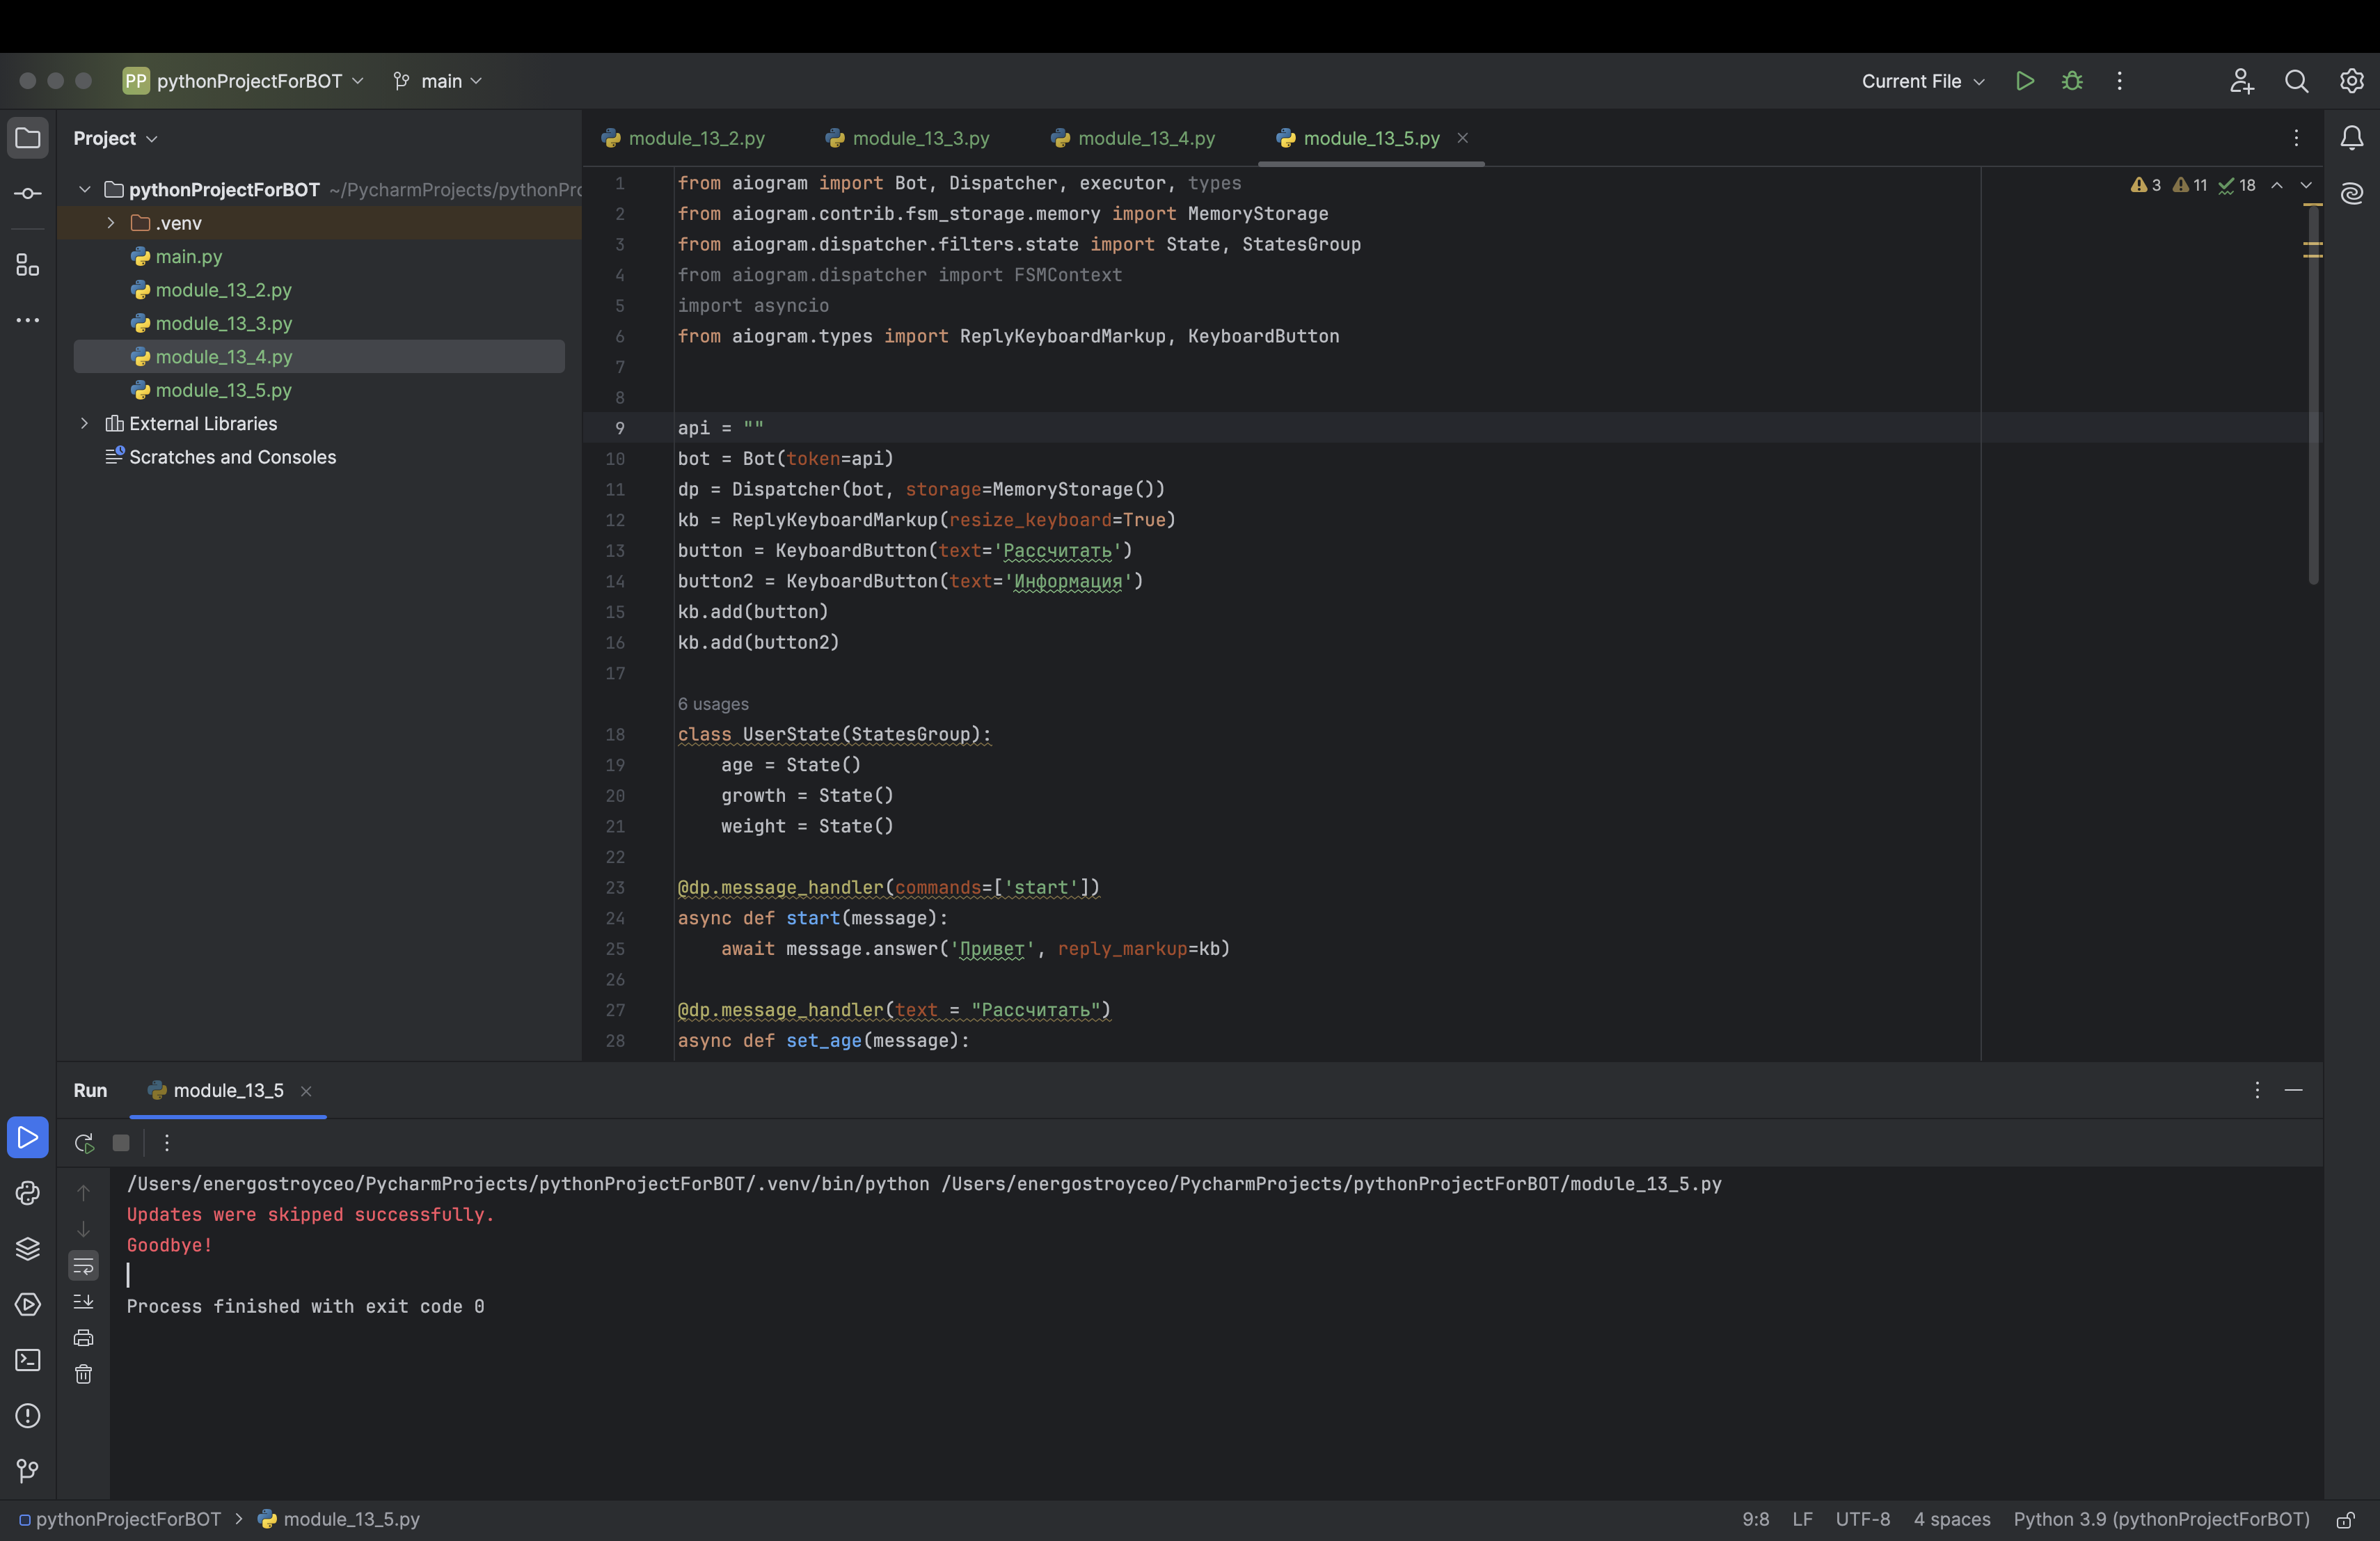 PP pythonProjectForBOT main Current File
Project
module_13_2.py module_13_3.py module_13_4.py module_13_5.py
pythonProjectForBOT ~/PycharmProjects/pythonPro
.venv
main.py
module_13_2.py
module_13_3.py
module_13_4.py
module_13_5.py
External Libraries
Scratches and Consoles
3 11 18
1 from aiogram import Bot, Dispatcher, executor, types
2 from aiogram.contrib.fsm_storage.memory import MemoryStorage
3 from aiogram.dispatcher.filters.state import State, StatesGroup
4 from aiogram.dispatcher import FSMContext
5 import asyncio
6 from aiogram.types import ReplyKeyboardMarkup, KeyboardButton
7
8
9 api = ""
10 bot = Bot(token=api)
11 dp = Dispatcher(bot, storage=MemoryStorage())
12 kb = ReplyKeyboardMarkup(resize_keyboard=True)
13 button = KeyboardButton(text='Рассчитать')
14 button2 = KeyboardButton(text='Информация')
15 kb.add(button)
16 kb.add(button2)
17
6 usages
18 class UserState(StatesGroup):
19 age = State()
20 growth = State()
21 weight = State()
22
23 @dp.message_handler(commands=['start'])
24 async def start(message):
25 await message.answer('Привет', reply_markup=kb)
26
27 @dp.message_handler(text = "Рассчитать")
28 async def set_age(message):
Run module_13_5
/Users/energostroyceo/PycharmProjects/pythonProjectForBOT/.venv/bin/python /Users/energostroyceo/PycharmProjects/pythonProjectForBOT/module_13_5.py
Updates were skipped successfully.
Goodbye!
Process finished with exit code 0
pythonProjectForBOT > module_13_5.py
9:8 LF UTF-8 4 spaces Python 3.9 (pythonProjectForBOT)